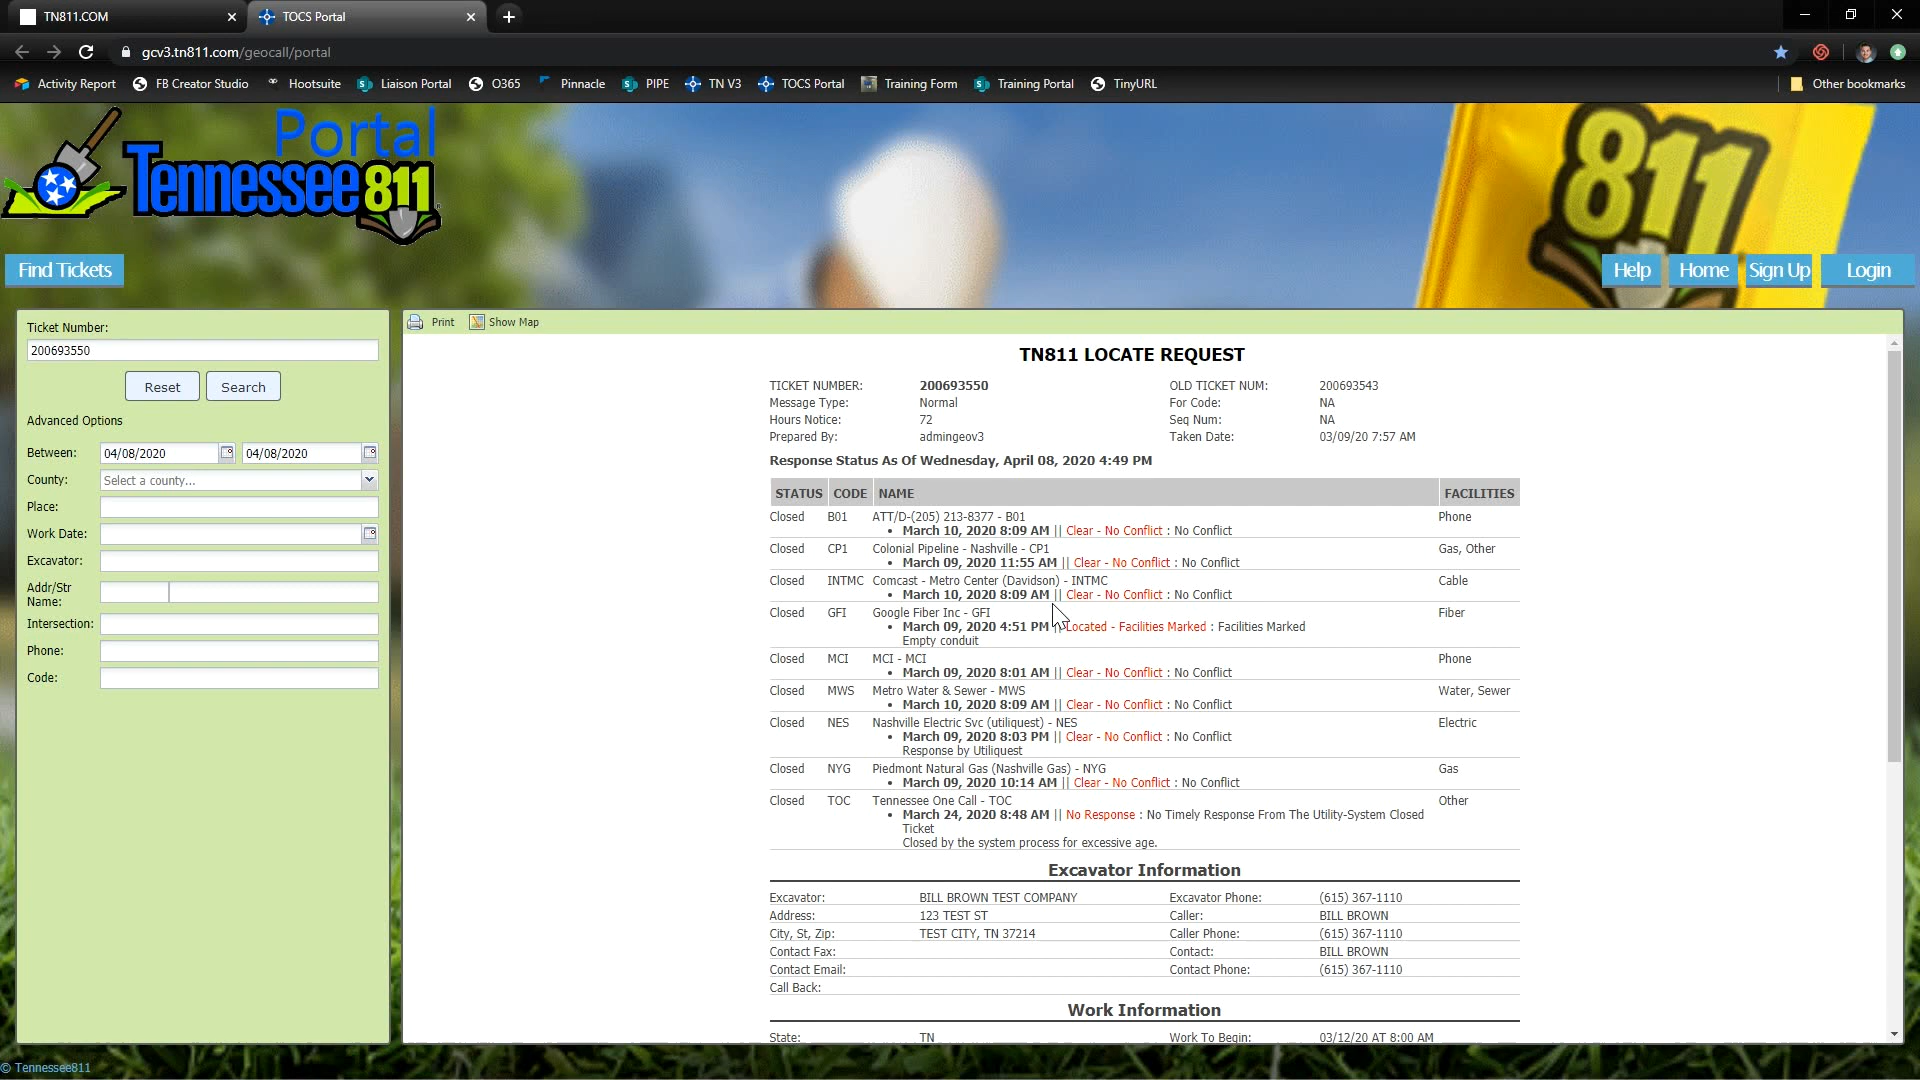 TN811.COM
TOCS Portal
gcv3.tn811.com/geocall/portal
Activity Report
FB Creator Studio
Hootsuite
Liaison Portal
O365
Pinnacle
PIPE
TN V3
TOCS Portal
Training Form
Training Portal
TinyURL
Other bookmarks
Portal
Tennessee811
811
Find Tickets
Help
Home
Sign Up
Login
Ticket Number:
200693550
Reset
Search
Advanced Options
Between: 04/08/2020 04/08/2020
County: Select a county...
Place:
Work Date:
Excavator:
Addr/Str
Name:
Intersection:
Phone:
Code:
Print
Show Map
TN811 LOCATE REQUEST
TICKET NUMBER: 200693550 OLD TICKET NUM: 200693543
Message Type: Normal For Code: NA
Hours Notice: 72 Seq Num: NA
Prepared By: admingeov3 Taken Date: 03/09/20 7:57 AM
Response Status As Of Wednesday, April 08, 2020 4:49 PM
STATUS CODE NAME FACILITIES
Closed B01 ATT/D-(205) 213-8377 - B01 Phone
• March 10, 2020 8:09 AM || Clear - No Conflict : No Conflict
Closed CP1 Colonial Pipeline - Nashville - CP1 Gas, Other
• March 09, 2020 11:55 AM || Clear - No Conflict : No Conflict
Closed INTMC Comcast - Metro Center (Davidson) - INTMC Cable
• March 10, 2020 8:09 AM || Clear - No Conflict : No Conflict
Closed GFI Google Fiber Inc - GFI Fiber
• March 09, 2020 4:51 PM || Located - Facilities Marked : Facilities Marked
Empty conduit
Closed MCI MCI - MCI Phone
• March 09, 2020 8:01 AM || Clear - No Conflict : No Conflict
Closed MWS Metro Water & Sewer - MWS Water, Sewer
• March 10, 2020 8:09 AM || Clear - No Conflict : No Conflict
Closed NES Nashville Electric Svc (utiliquest) - NES Electric
• March 09, 2020 8:03 PM || Clear - No Conflict : No Conflict
Response by Utiliquest
Closed NYG Piedmont Natural Gas (Nashville Gas) - NYG Gas
• March 09, 2020 10:14 AM || Clear - No Conflict : No Conflict
Closed TOC Tennessee One Call - TOC Other
• March 24, 2020 8:48 AM || No Response : No Timely Response From The Utility-System Closed
Ticket
Closed by the system process for excessive age.
Excavator Information
Excavator: BILL BROWN TEST COMPANY Excavator Phone: (615) 367-1110
Address: 123 TEST ST Caller: BILL BROWN
City, St, Zip: TEST CITY, TN 37214 Caller Phone: (615) 367-1110
Contact Fax: Contact: BILL BROWN
Contact Email: Contact Phone: (615) 367-1110
Call Back:
Work Information
State: TN Work To Begin: 03/12/20 AT 8:00 AM
© Tennessee811